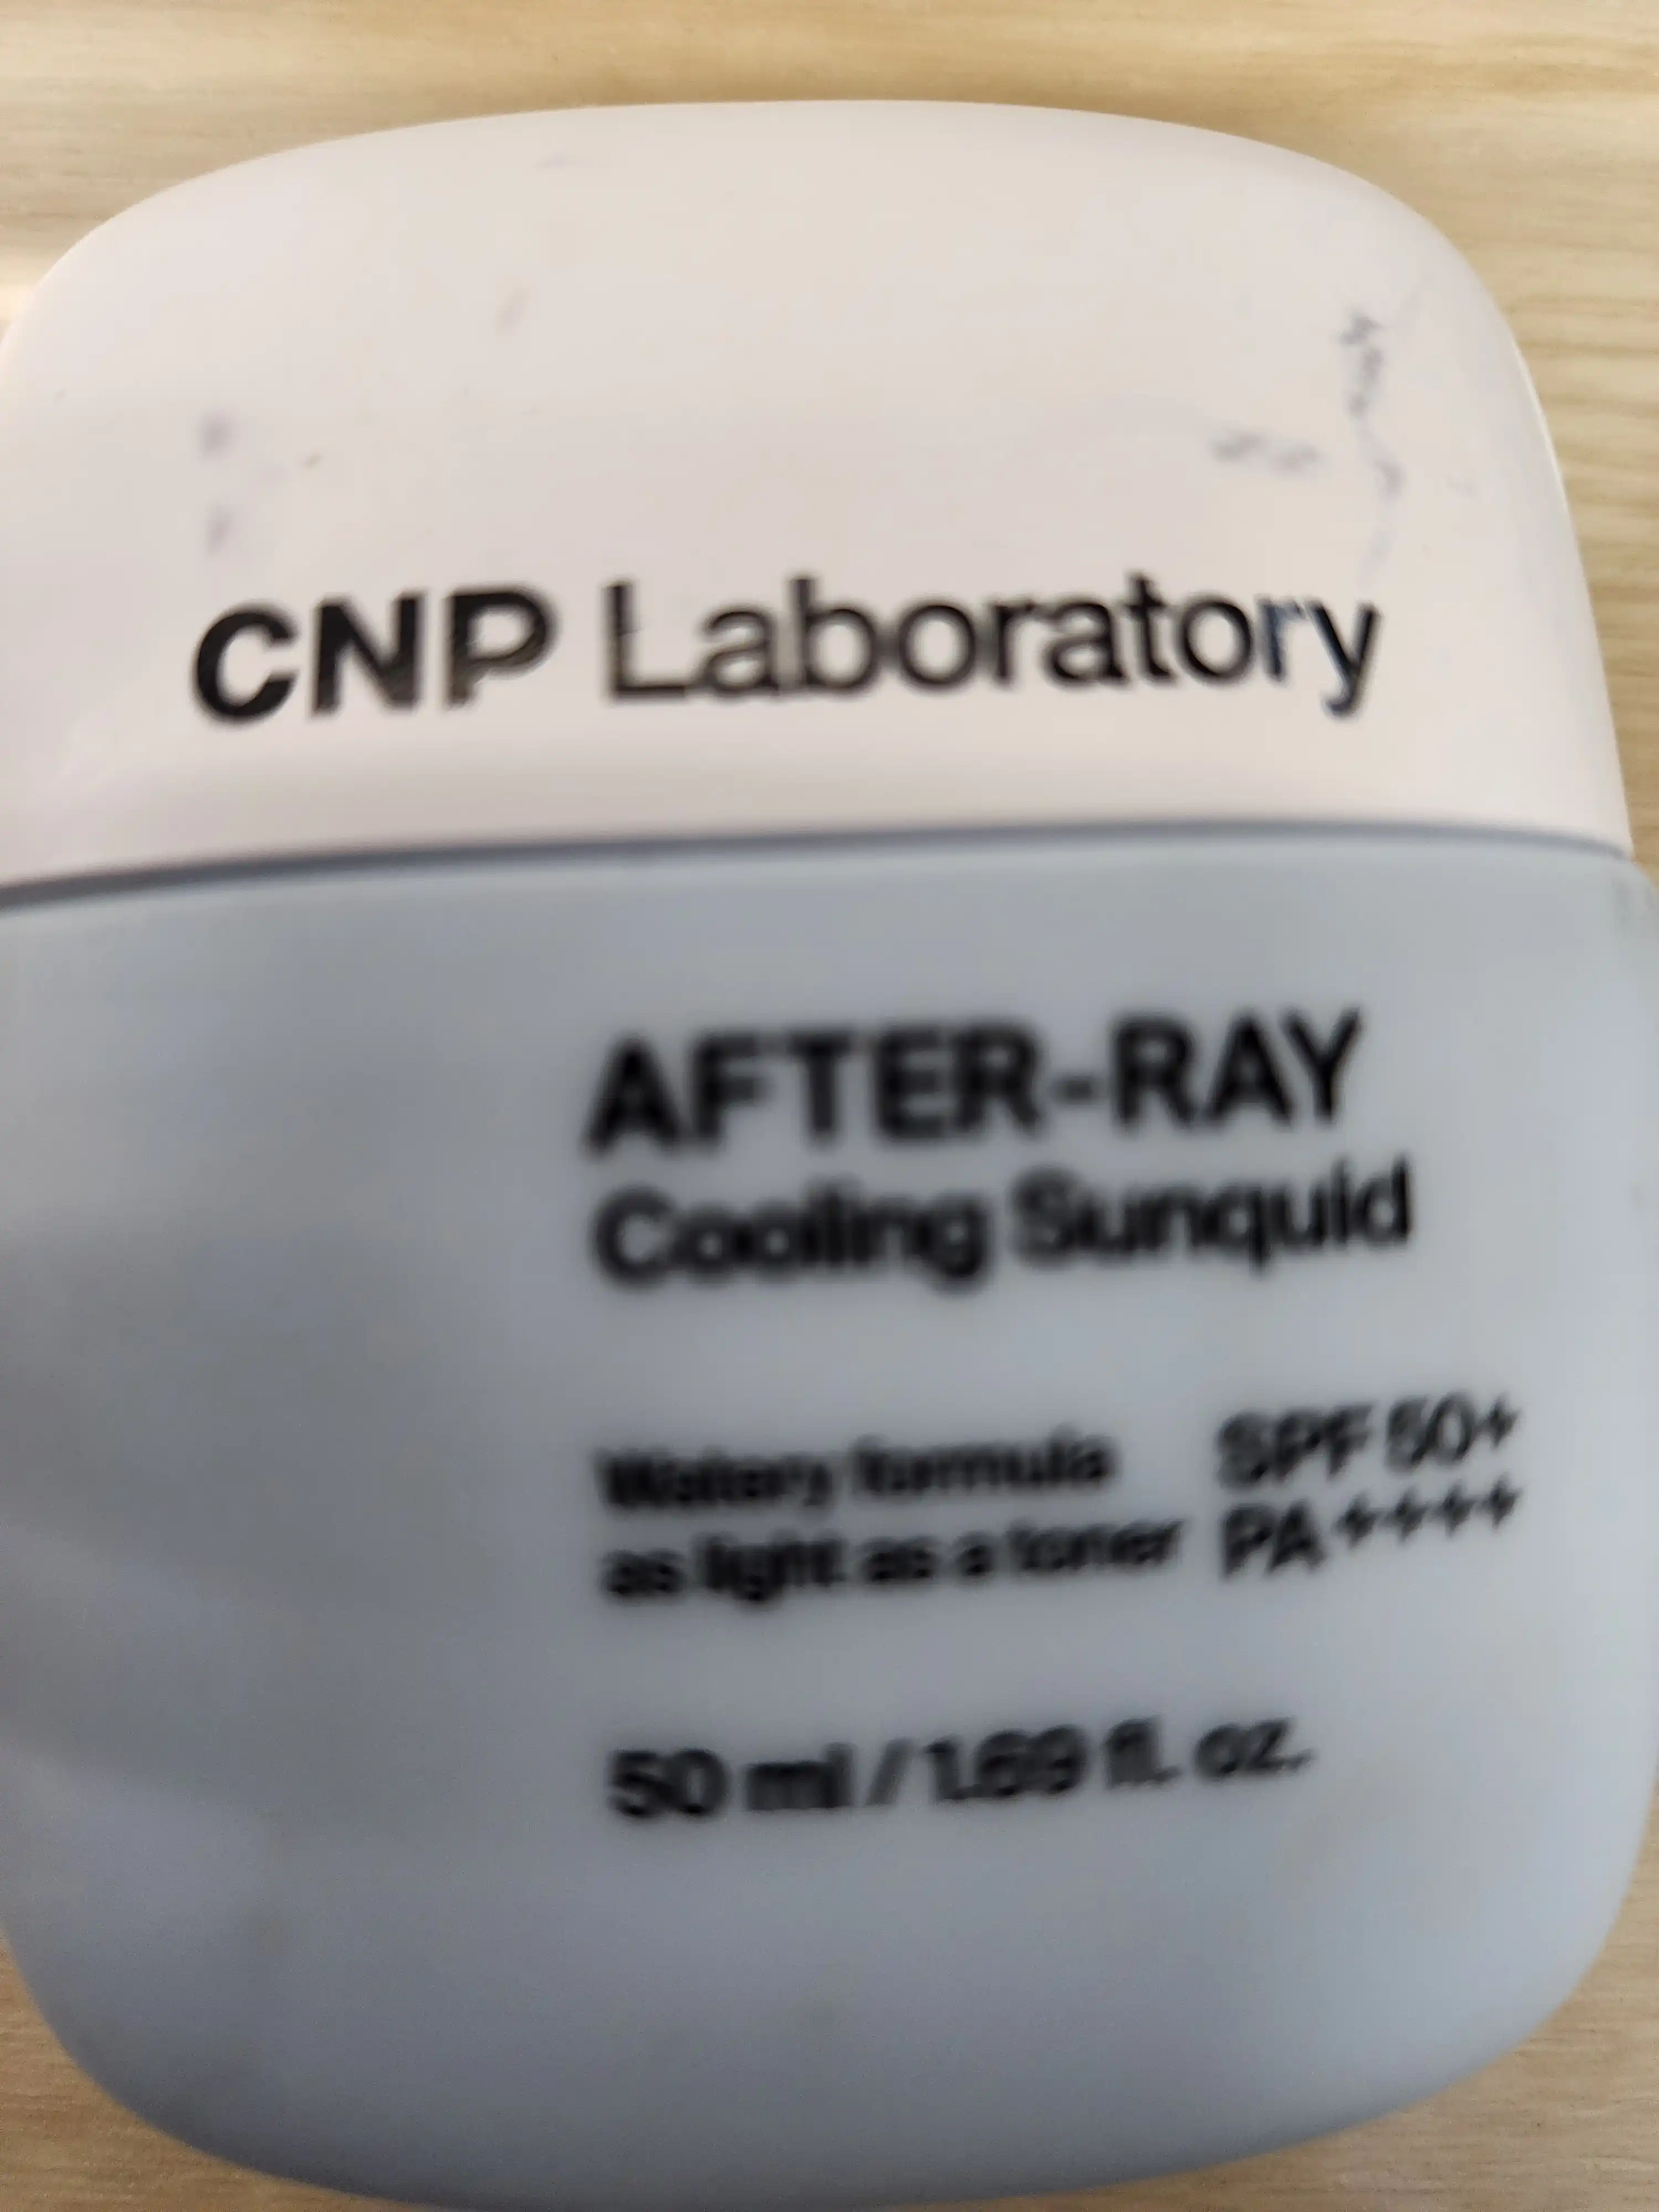 CNP Laboratory
AFTER-RAY
Cooling Sunquid
Watery formula
as light as a toner
SPF 50+
PA++++
50 ml / 1.69 fl. oz.